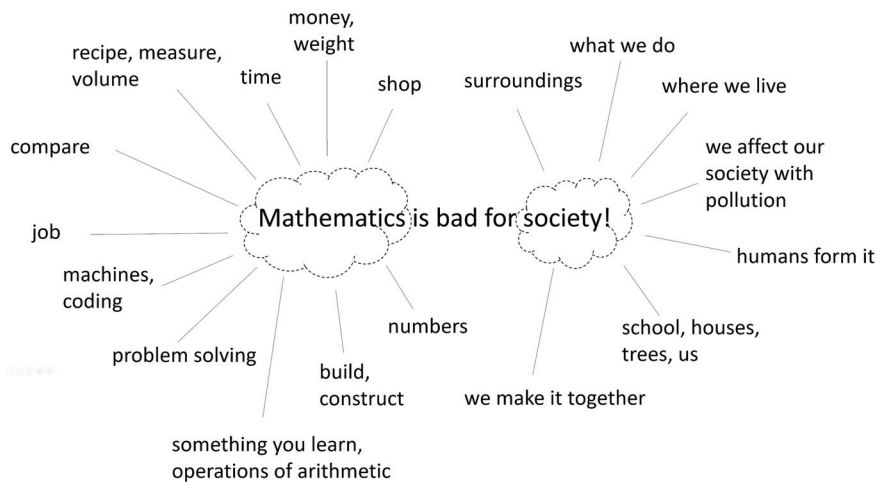 money,
weight
what we do
recipe, measure,
volume
time
shop
surroundings
where we live
compare
we affect our
society with
pollution
Mathematics is bad for society!
job
humans form it
machines,
coding
numbers
school, houses,
trees, us
problem solving
build,
construct
we make it together
something you learn,
operations of arithmetic